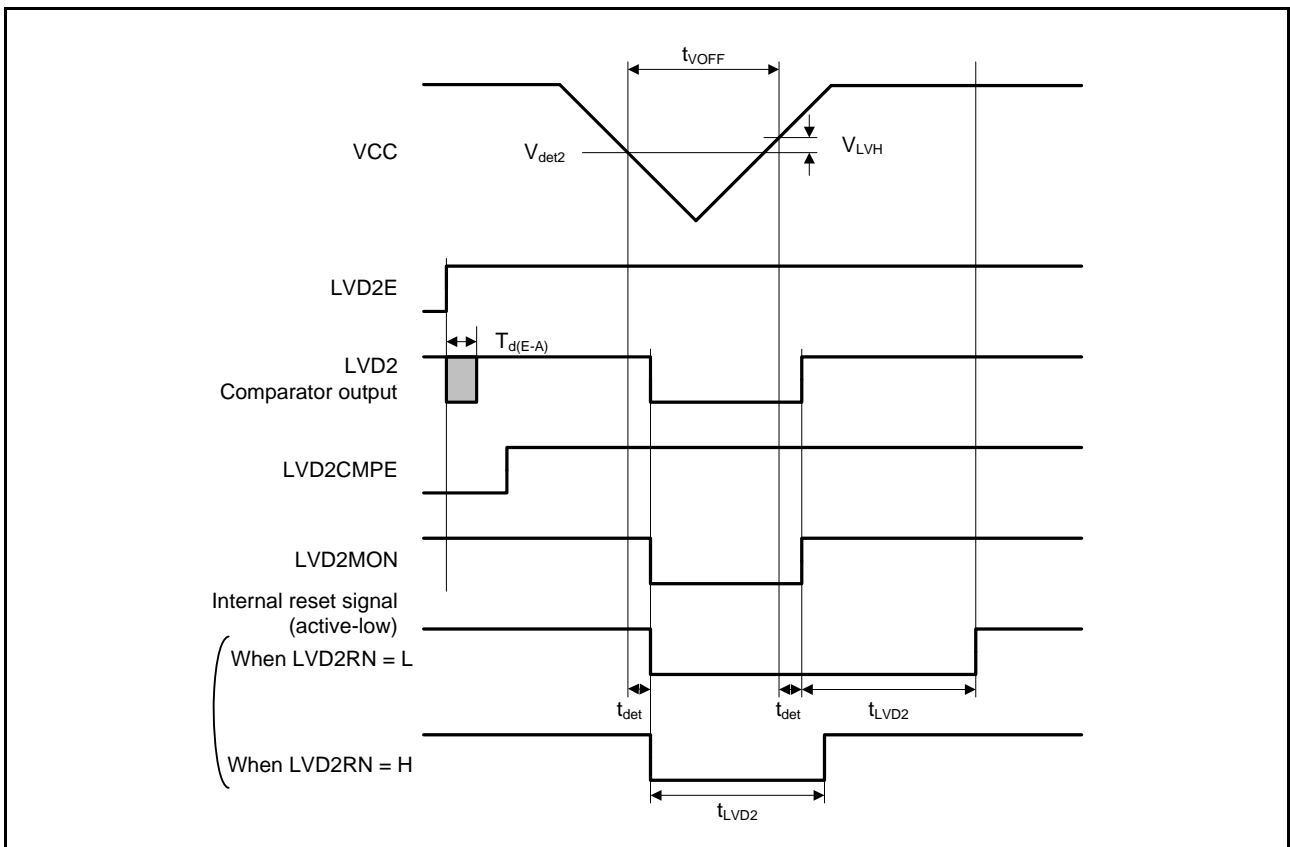 tVOFF
VCC
Vdet2
VLVH
LVD2E
Td(E-A)
LVD2
Comparator output
LVD2CMPE
LVD2MON
Internal reset signal
(active-low)
When LVD2RN = L
tdet
tdet
tLVD2
When LVD2RN = H
tLVD2